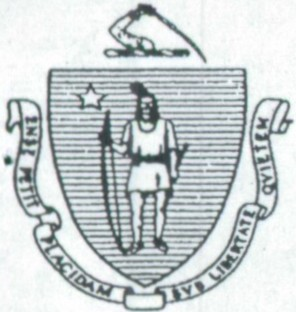 ENSE PETIT
PLACIDAM
SVB LIBERTATE
QVIETEM